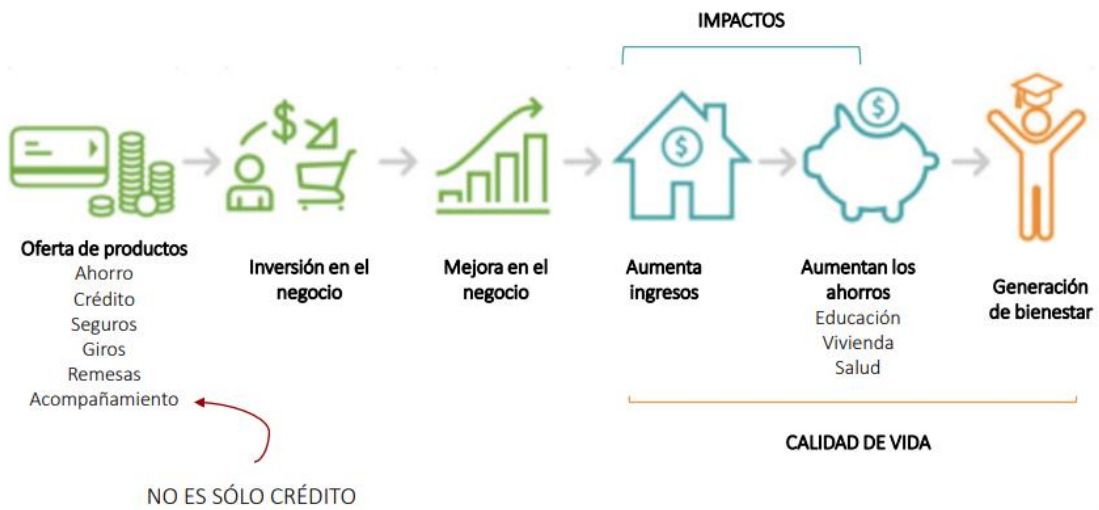 IMPACTOS
Oferta de productos
Ahorro
Crédito
Seguros
Giros
Remesas
Acompañamiento
NO ES SÓLO CRÉDITO
Inversión en el
negocio
Mejora en el
negocio
Aumenta
ingresos
Aumentan los
ahorros
Educación
Vivienda
Salud
Generación
de bienestar
CALIDAD DE VIDA
$
$
$